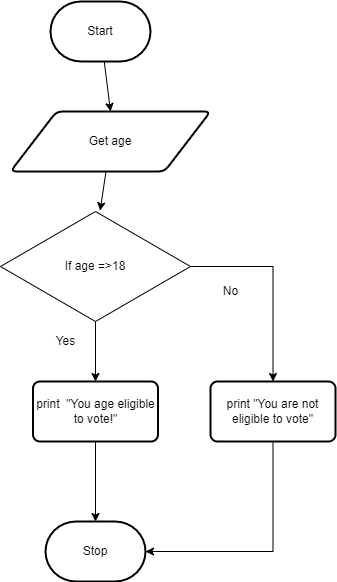 Start
Get age
If age =>18
No
Yes
print  "You age eligible
to vote!"
print "You are not
eligible to vote"
Stop